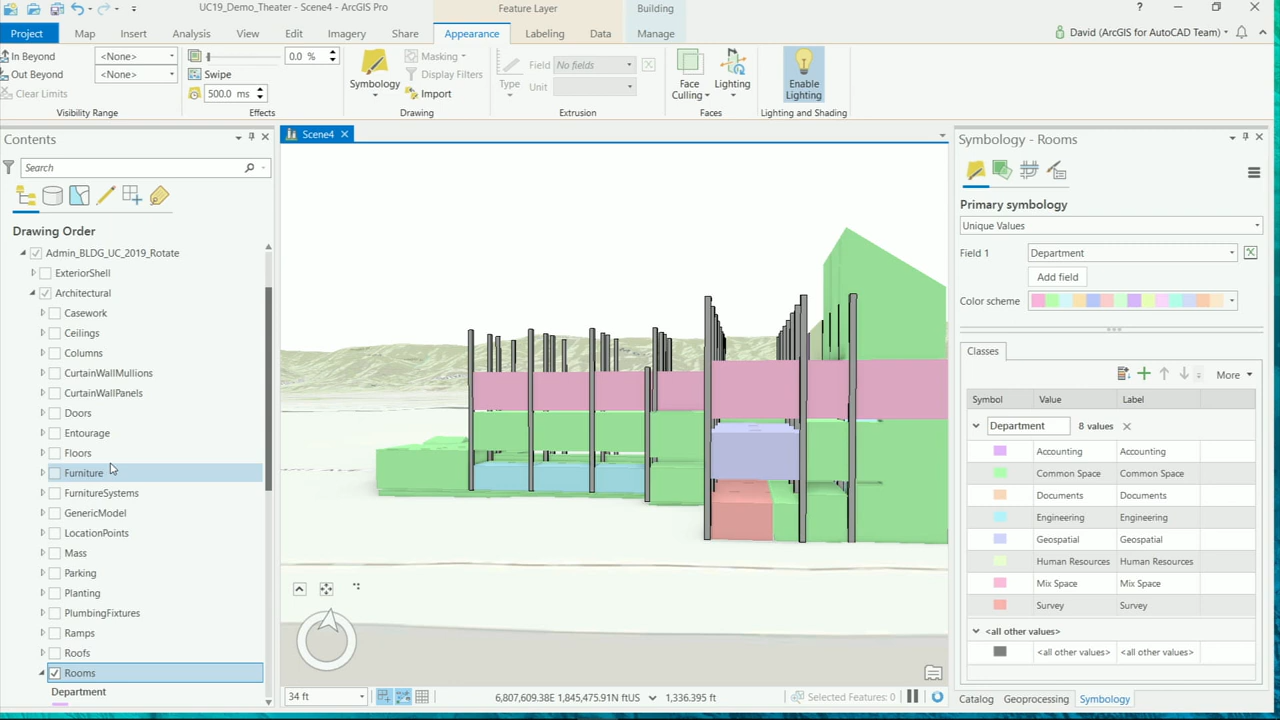 UC19_Demo_Theater - Scene4 - ArcGIS Pro
Feature Layer
Building
?
Project
Map
Insert
Analysis
View
Edit
Imagery
Share
Appearance
Labeling
Data
Manage
David (ArcGIS for AutoCAD Team)
In Beyond
<None>
Out Beyond
<None>
Clear Limits
Visibility Range
0.0 %
Swipe
500.0 ms
Effects
Symbology
Masking
Display Filters
Import
Drawing
Type
Field
No fields
Unit
Extrusion
Face Culling
Lighting
Faces
Enable Lighting
Lighting and Shading
Contents
Search
Drawing Order
Admin_BLDG_UC_2019_Rotate
ExteriorShell
Architectural
Casework
Ceilings
Columns
CurtainWallMullions
CurtainWallPanels
Doors
Entourage
Floors
Furniture
FurnitureSystems
GenericModel
LocationPoints
Mass
Parking
Planting
PlumbingFixtures
Ramps
Roofs
Rooms
Department
Scene4
34 ft
6,807,609.38E 1,845,475.91N ftUS
1,336.395 ft
Selected Features: 0
Symbology - Rooms
Primary symbology
Unique Values
Field 1
Department
Add field
Color scheme
Classes
More
Symbol Value Label
Department 8 values
Accounting Accounting
Common Space Common Space
Documents Documents
Engineering Engineering
Geospatial Geospatial
Human Resources Human Resources
Mix Space Mix Space
Survey Survey
<all other values>
<all other values> <all other values>
Catalog Geoprocessing Symbology